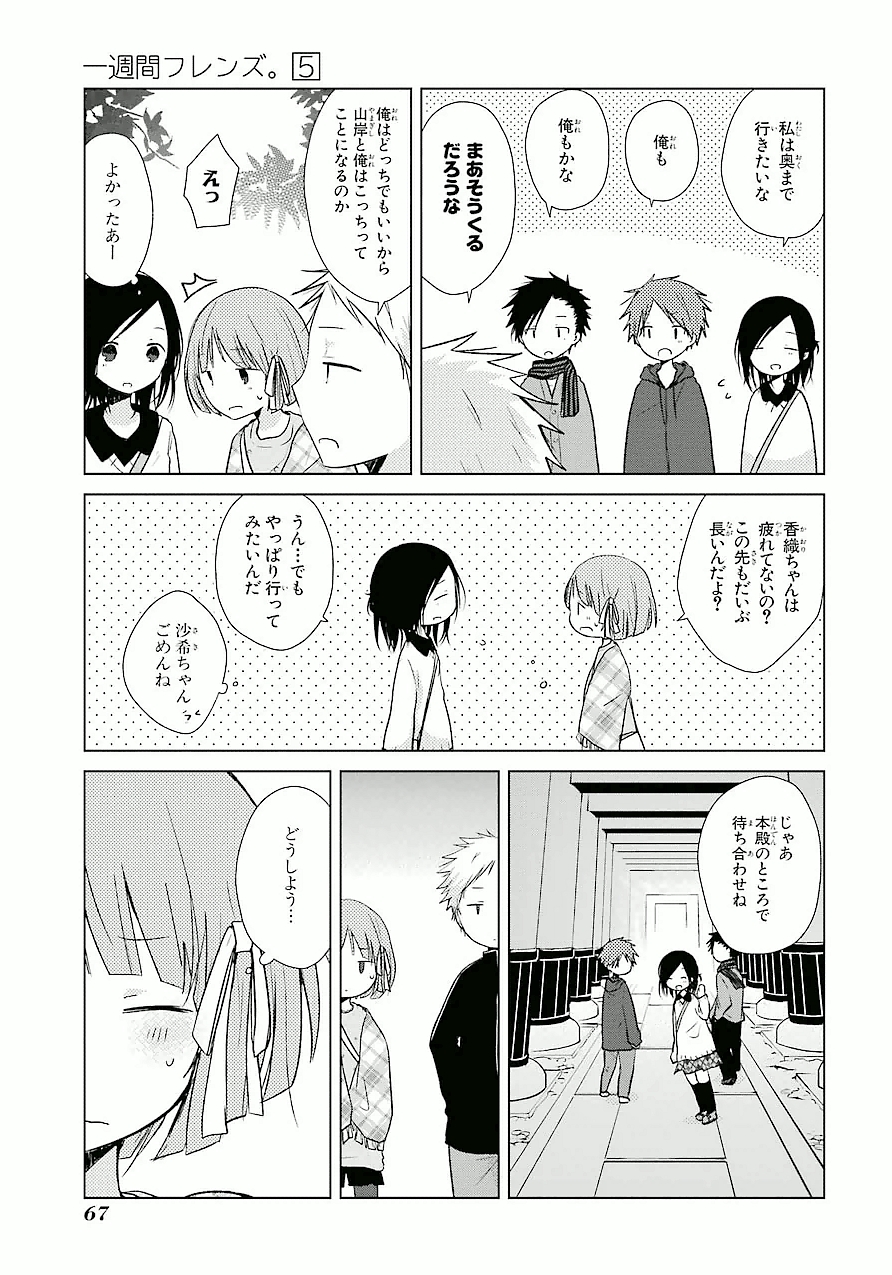 一週間フレンズ。5
私は奥まで
行きたいな
俺も
俺もかな
まあそうくる
だろうな
俺はどっちでもいいから
山岸と俺はこっちって
ことになるのか
えっ
よかったあー
香織ちゃんは
疲れてないの?
この先もだいぶ
長いんだよ?
うん…でも
やっぱり行って
みたいんだ
沙希ちゃん
ごめんね
じゃあ
本殿のところで
待ち合わせね
どうしよう…
67